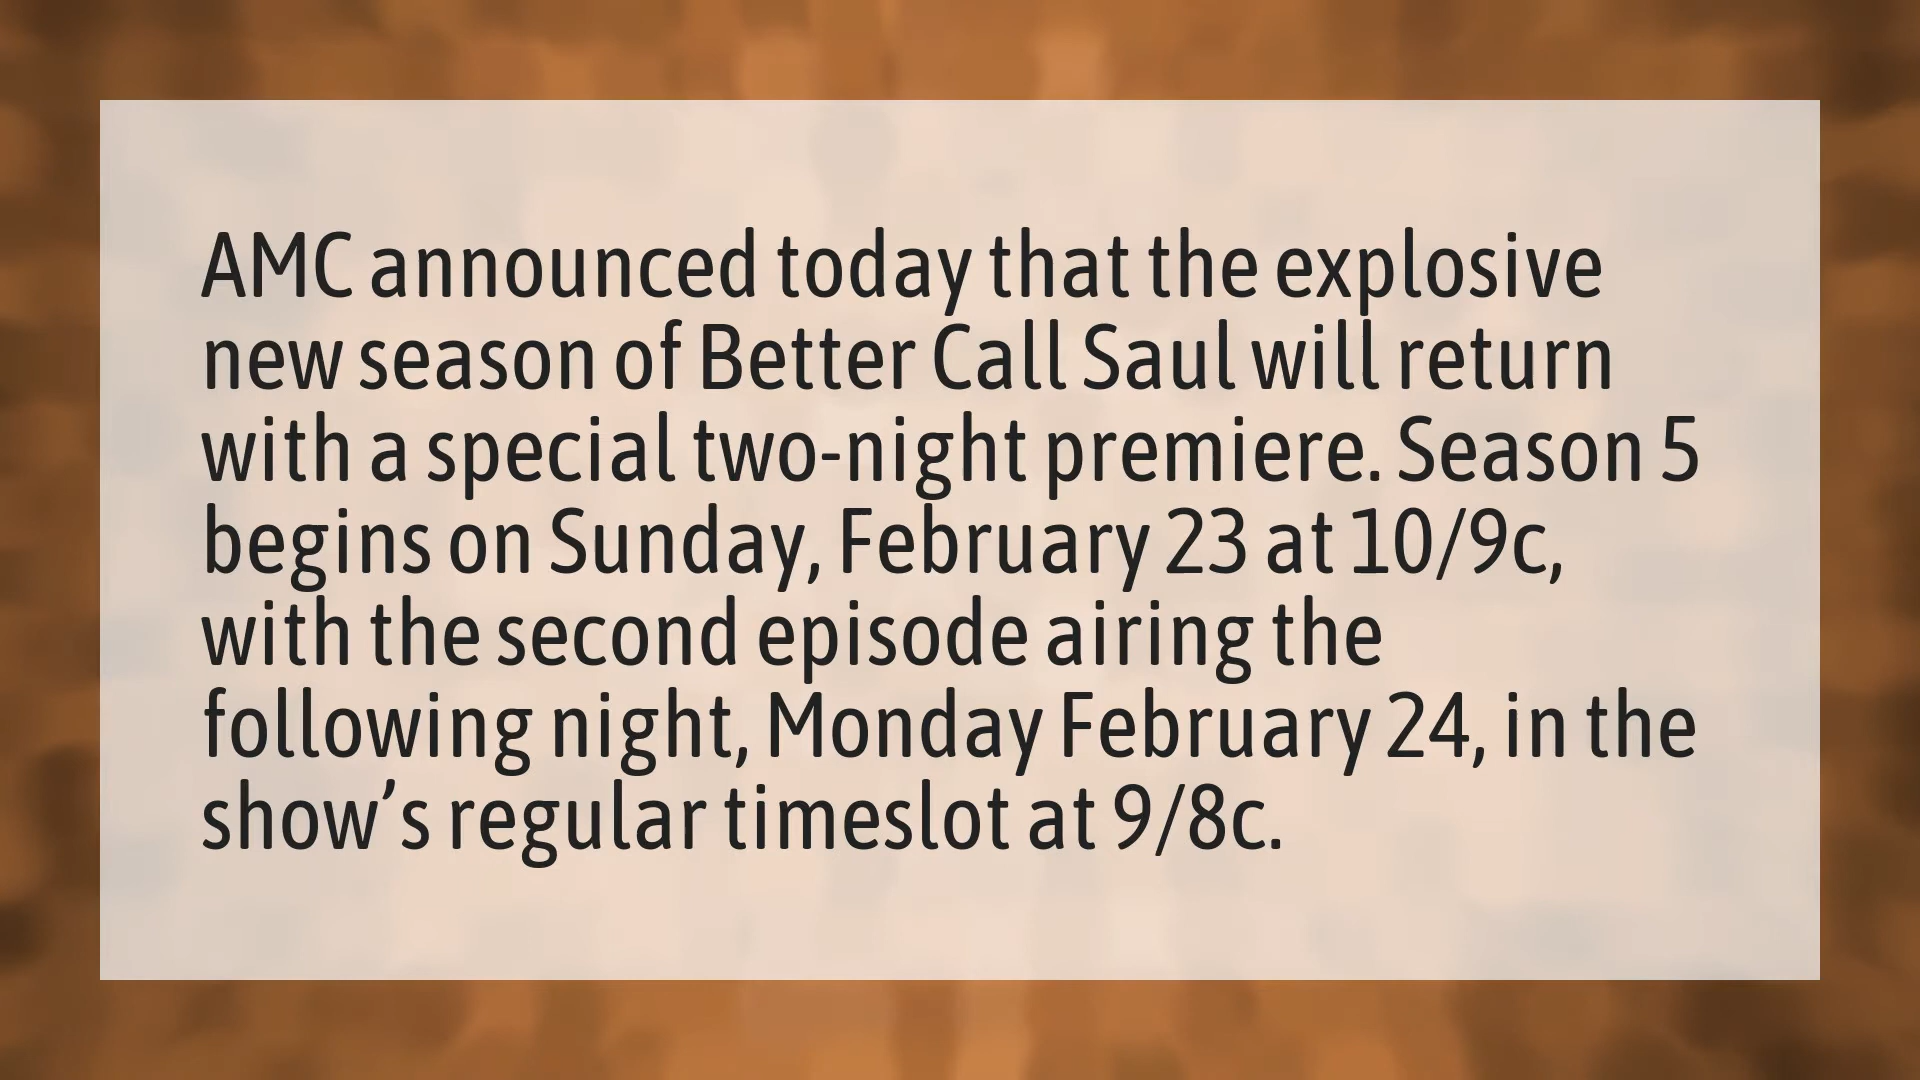 AMC announced today that the explosive
new season of Better Call Saul will return
with a special two-night premiere. Season 5
begins on Sunday, February 23 at 10/9c,
with the second episode airing the
following night, Monday February 24, in the
show’s regular timeslot at 9/8c.